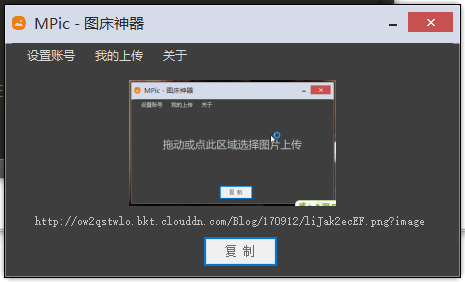 MPic - 图床神器
设置账号 我的上传 关于
MPic - 图床神器
设置账号 我的上传 关于
拖动或点此区域选择图片上传
复 制
http://ow2qstwlo.bkt.clouddn.com/Blog/170912/liJak2ecEF.png?image
复 制